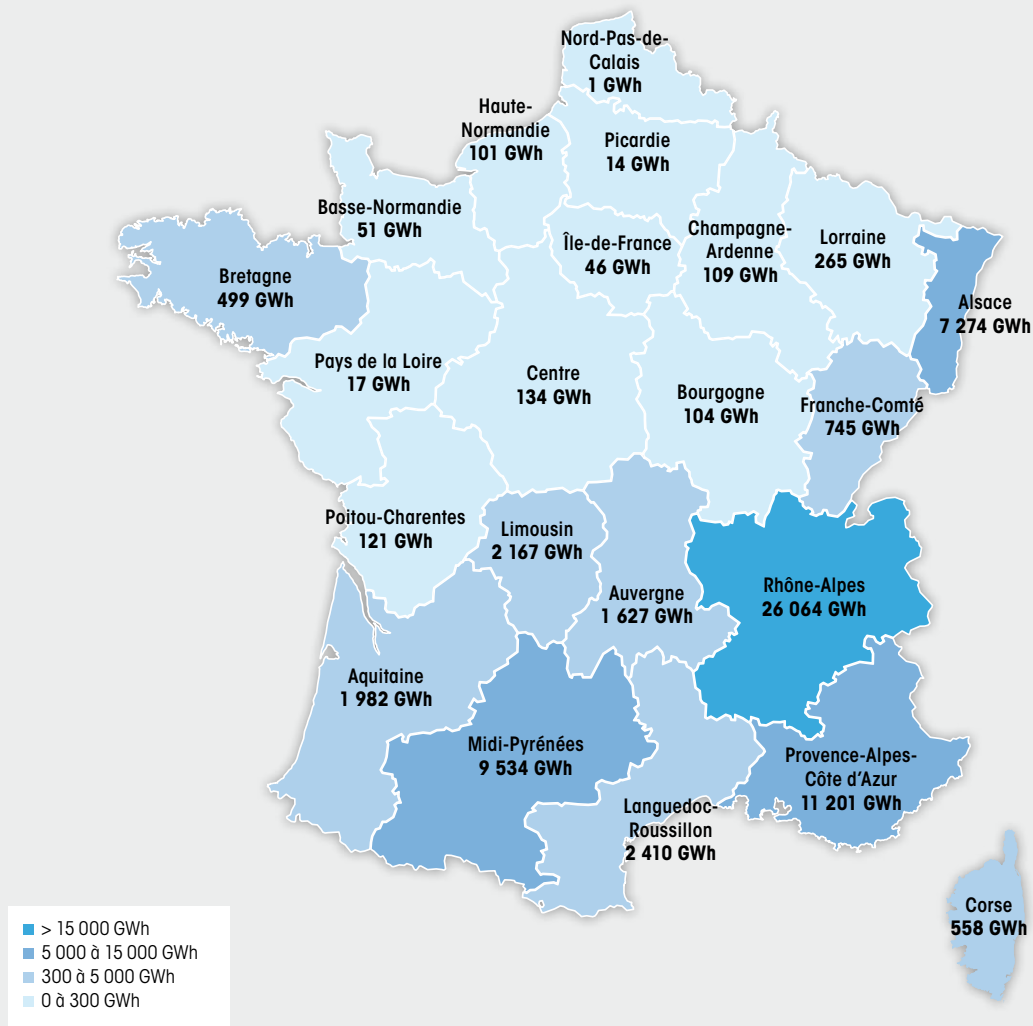 Nord-Pas-de-
Calais
1 GWh
Haute-
Normandie
101 GWh
Picardie
14 GWh
Basse-Normandie
51 GWh
Île-de-France
46 GWh
Champagne-
Ardenne
109 GWh
Lorraine
265 GWh
Alsace
7 274 GWh
Bretagne
499 GWh
Pays de la Loire
17 GWh
Centre
134 GWh
Bourgogne
104 GWh
Franche-Comté
745 GWh
Poitou-Charentes
121 GWh
Limousin
2 167 GWh
Auvergne
1 627 GWh
Rhône-Alpes
26 064 GWh
Aquitaine
1 982 GWh
Midi-Pyrénées
9 534 GWh
Languedoc-
Roussillon
2 410 GWh
Provence-Alpes-
Côte d'Azur
11 201 GWh
Corse
558 GWh
> 15 000 GWh
5 000 à 15 000 GWh
300 à 5 000 GWh
0 à 300 GWh